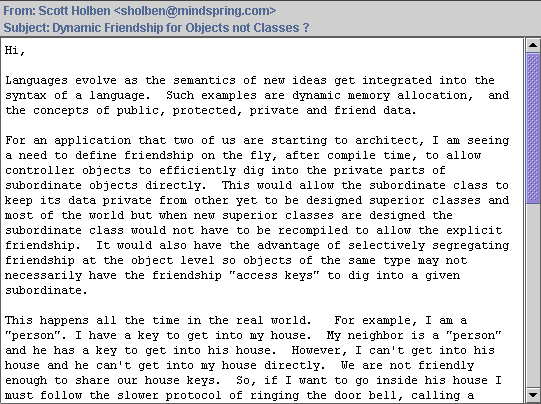 From: Scott Holben <sholben@mindspring.com>
Subject: Dynamic Friendship for Objects not Classes ?
Hi,
Languages evolve as the semantics of new ideas get integrated into the
syntax of a language.  Such examples are dynamic memory allocation,  and
the concepts of public, protected, private and friend data.
For an application that two of us are starting to architect, I am seeing
a need to define friendship on the fly, after compile time, to allow
controller objects to efficiently dig into the private parts of
subordinate objects directly.  This would allow the subordinate class to
keep its data private from other yet to be designed superior classes and
most of the world but when new superior classes are designed the
subordinate class would not have to be recompiled to allow the explicit
friendship.  It would also have the advantage of selectively segregating
friendship at the object level so objects of the same type may not
necessarily have the friendship "access keys" to dig into a given
subordinate.
This happens all the time in the real world.   For example, I am a
"person". I have a key to get into my house.  My neighbor is a "person"
and he has a key to get into his house.  However, I can't get into his
house and he can't get into my house directly.  We are not friendly
enough to share our house keys.  So, if I want to go inside his house I
must follow the slower protocol of ringing the door bell, calling a